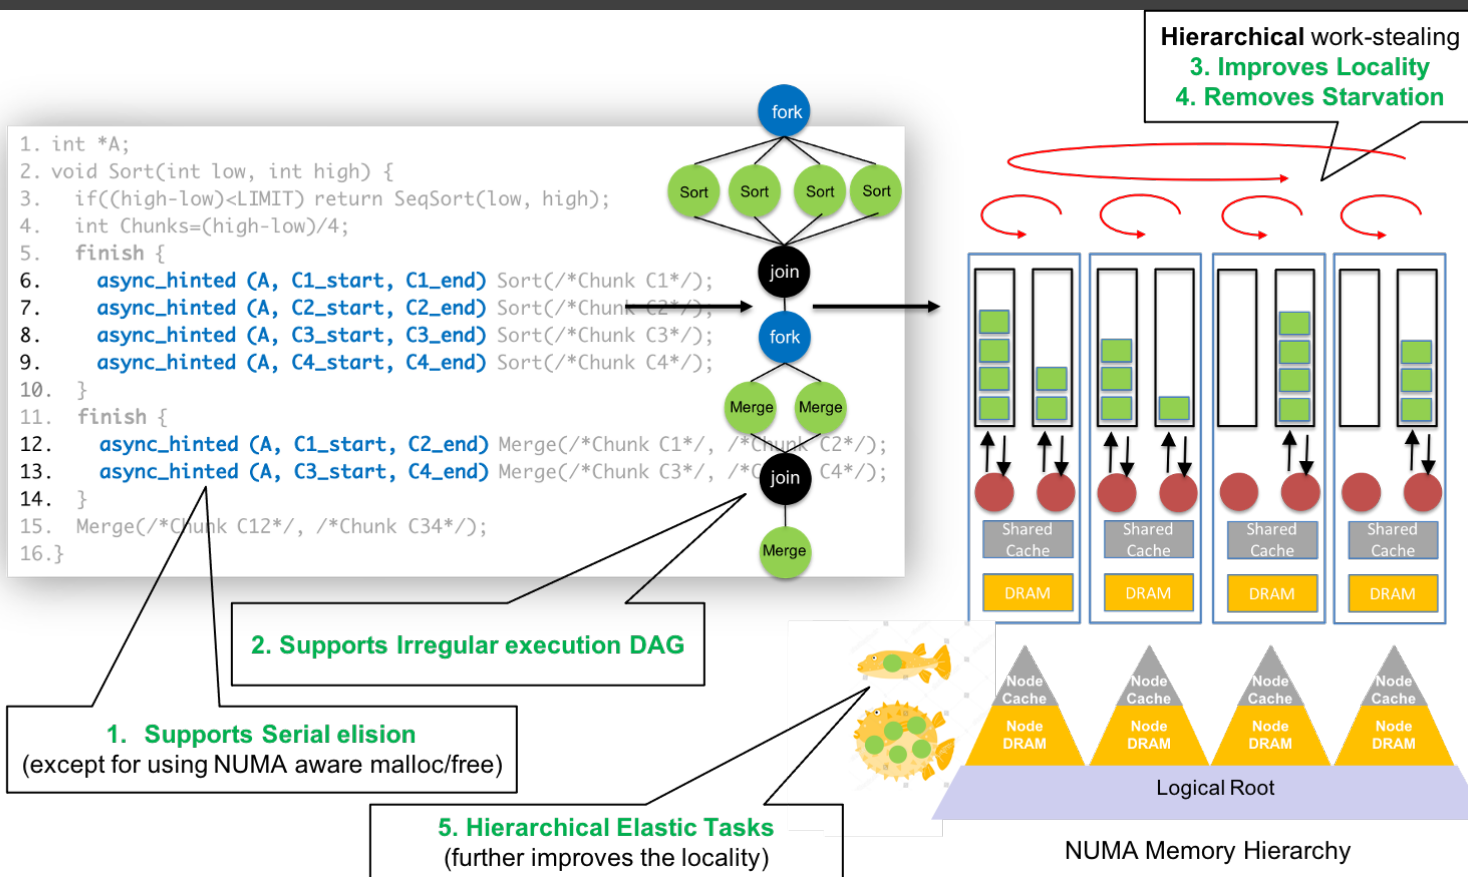 Hierarchical work-stealing
3. Improves Locality
4. Removes Starvation
1. int *A;
2. void Sort(int low, int high) {
3. if((high-low)<LIMIT) return SeqSort(low, high);
4. int Chunks=(high-low)/4;
5. finish {
6. async_hinted (A, C1_start, C1_end) Sort(/*Chunk C1*/);
7. async_hinted (A, C2_start, C2_end) Sort(/*Chunk C2*/);
8. async_hinted (A, C3_start, C3_end) Sort(/*Chunk C3*/);
9. async_hinted (A, C4_start, C4_end) Sort(/*Chunk C4*/);
10. }
11. finish {
12. async_hinted (A, C1_start, C2_end) Merge(/*Chunk C1*/, /*Chunk C2*/);
13. async_hinted (A, C3_start, C4_end) Merge(/*Chunk C3*/, /*C C4*/);
14. }
15. Merge(/*Chunk C12*/, /*Chunk C34*/);
16.}
fork
Sort Sort Sort Sort
join
fork
Merge Merge
join
Merge
Shared Cache
DRAM
Shared Cache
DRAM
Shared Cache
DRAM
Shared Cache
DRAM
2. Supports Irregular execution DAG
1. Supports Serial elision
(except for using NUMA aware malloc/free)
5. Hierarchical Elastic Tasks
(further improves the locality)
Node Cache
Node DRAM
Node Cache
Node DRAM
Node Cache
Node DRAM
Node Cache
Node DRAM
Logical Root
NUMA Memory Hierarchy